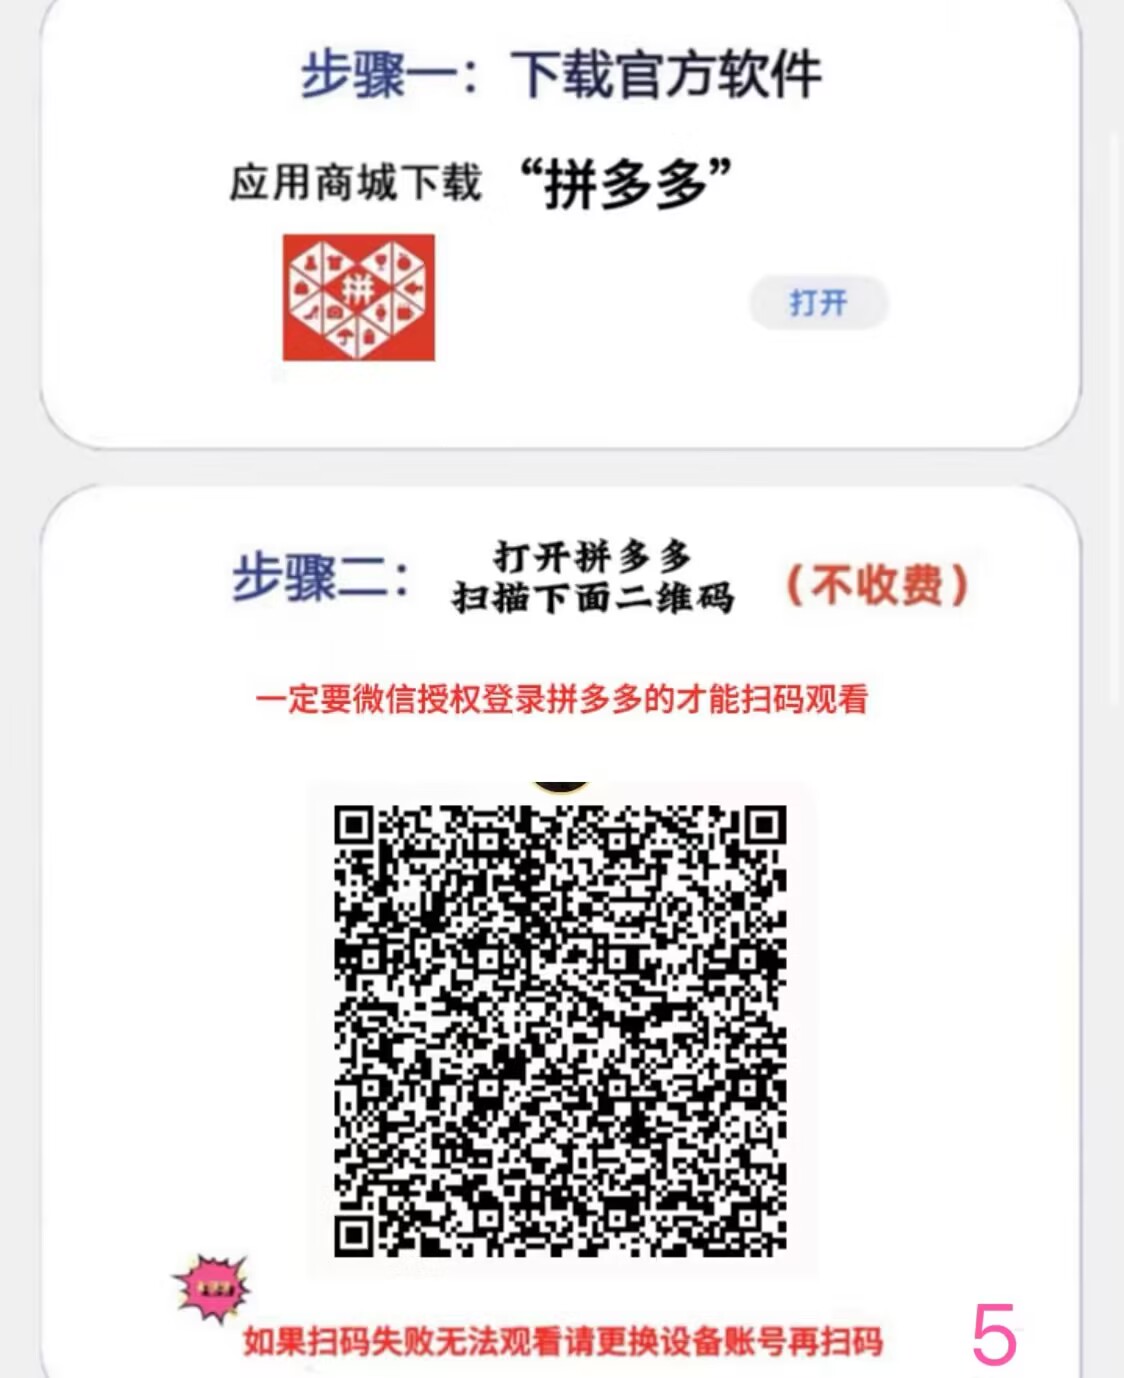 步骤一：下载官方软件
应用商城下载 “拼多多”
拼
打开
步骤二：
打开拼多多
扫描下面二维码
（不收费）
一定要微信授权登录拼多多的才能扫码观看
如果扫码失败无法观看请更换设备账号再扫码
5